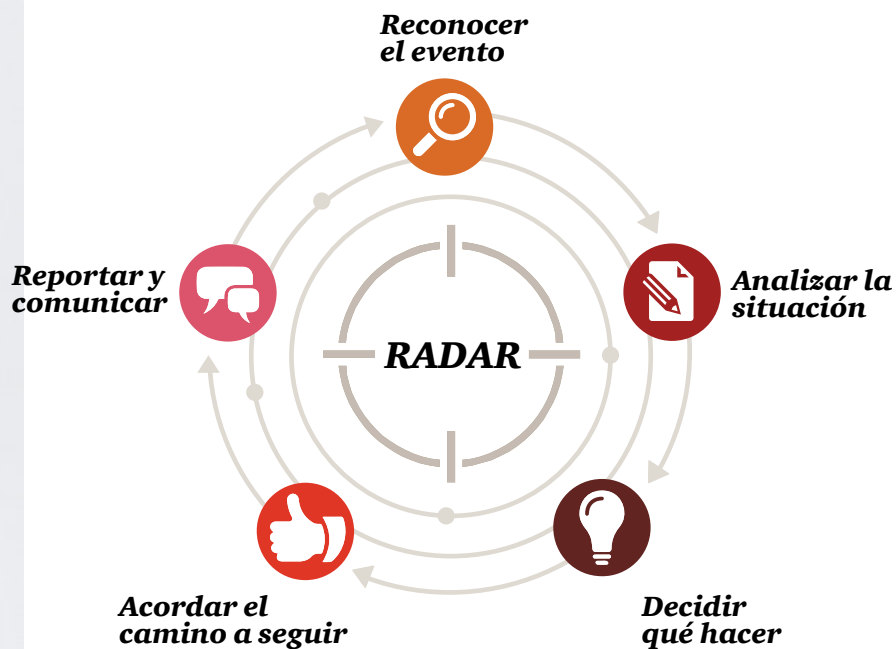 Reconocer
el evento
Analizar la
situación
Decidir
qué hacer
Acordar el
camino a seguir
Reportar y
comunicar
RADAR